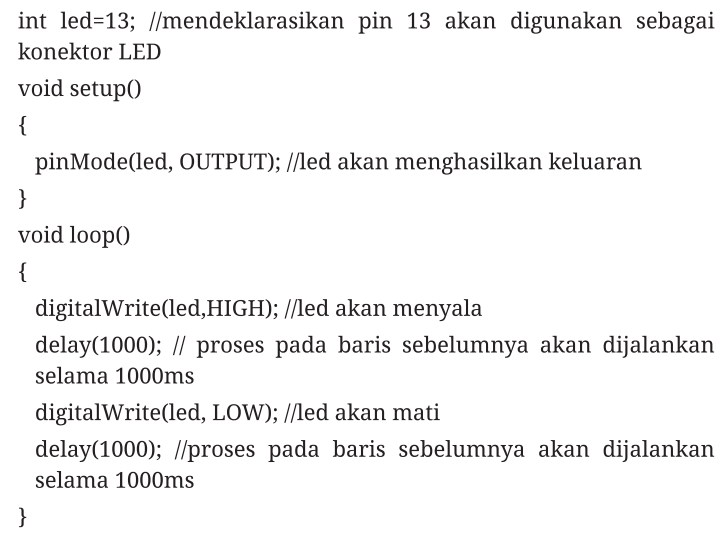 int led=13; //mendeklarasikan pin 13 akan digunakan sebagai
konektor LED
void setup()
{
pinMode(led, OUTPUT); //led akan menghasilkan keluaran
}
void loop()
{
digitalWrite(led,HIGH); //led akan menyala
delay(1000); // proses pada baris sebelumnya akan dijalankan
selama 1000ms
digitalWrite(led, LOW); //led akan mati
delay(1000); //proses pada baris sebelumnya akan dijalankan
selama 1000ms
}